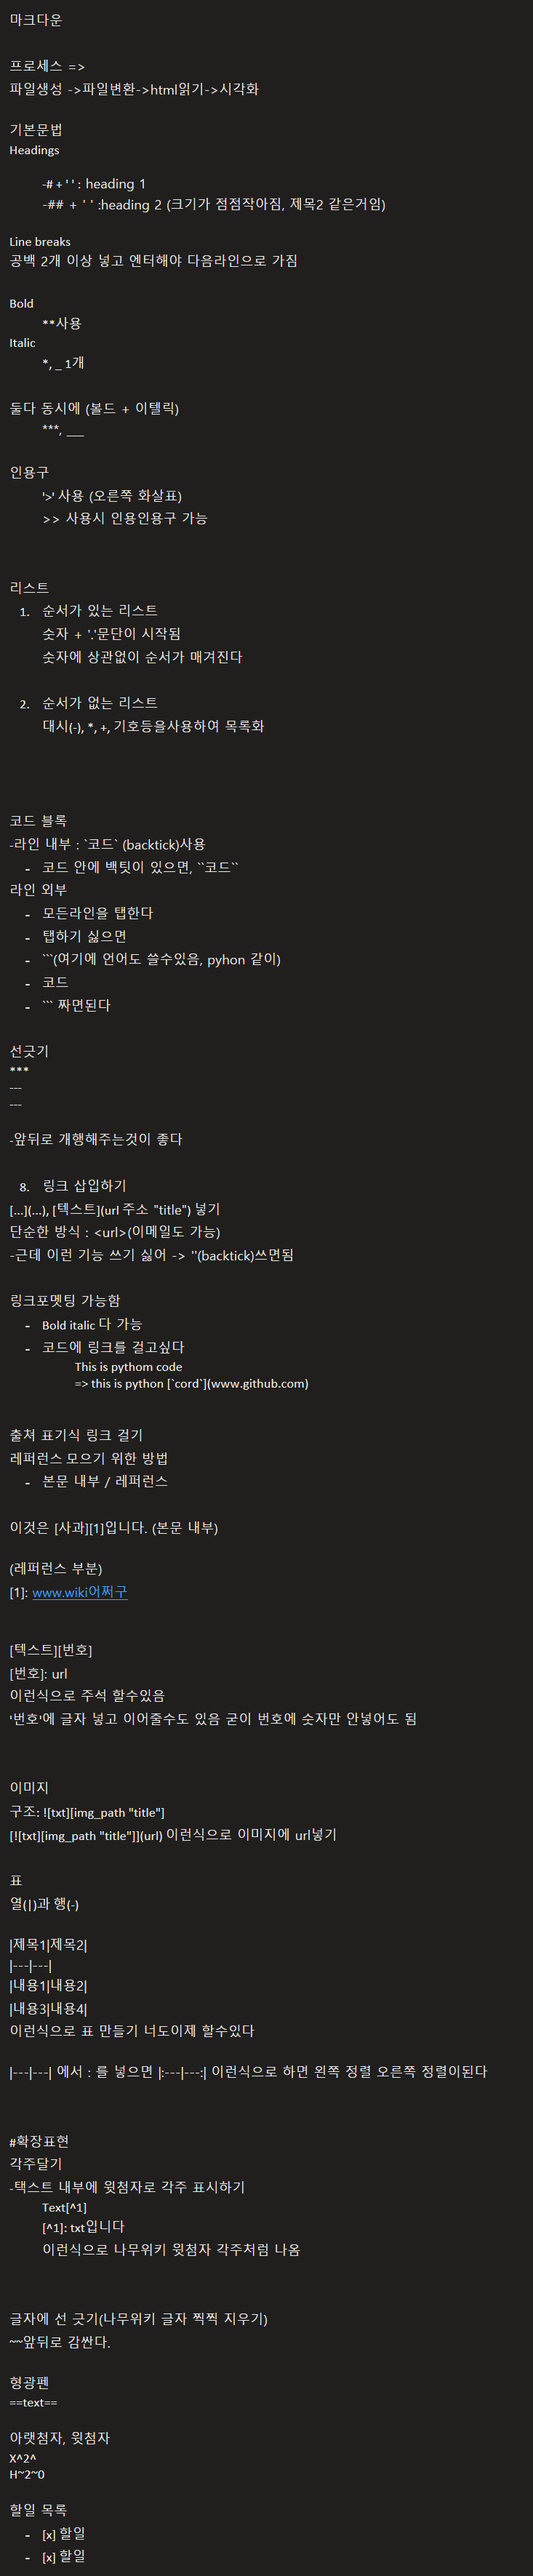 마크다운
프로세스 =>
파일생성 ->파일변환->html읽기->시각화
기본문법
Headings
-# + ' ' : heading 1
-## + ' ' :heading 2 (크기가 점점작아짐, 제목2 같은거임)
Line breaks
공백 2개 이상 넣고 엔터해야 다음라인으로 가짐
Bold
**사용
Italic
*, _ 1개
둘다 동시에 (볼드 + 이텔릭)
***, ___
인용구
'>' 사용 (오른쪽 화살표)
>> 사용시 인용인용구 가능
리스트
1. 순서가 있는 리스트
숫자 + '.'문단이 시작됨
숫자에 상관없이 순서가 매겨진다
2. 순서가 없는 리스트
대시(-), *, +, 기호등을사용하여 목록화
코드 블록
-라인 내부 : `코드` (backtick)사용
- 코드 안에 백틧이 있으면, ``코드``
라인 외부
- 모든라인을 탭한다
- 탭하기 싫으면
- ```(여기에 언어도 쓸수있음, pyhon 같이)
- 코드
- ``` 짜면된다
선긋기
***
---
---
-앞뒤로 개행해주는것이 좋다
8. 링크 삽입하기
[...](...), [텍스트](url 주소 "title") 넣기
단순한 방식 : <url>(이메일도 가능)
-근데 이런 기능 쓰기 싫어 -> ''(backtick)쓰면됨
링크포멧팅 가능함
- Bold italic 다 가능
- 코드에 링크를 걸고싶다
This is pythom code
=> this is python [`cord`](www.github.com)
출쳐 표기식 링크 걸기
레퍼런스 모으기 위한 방법
- 본문 내부 / 레퍼런스
이것은 [사과][1]입니다. (본문 내부)
(레퍼런스 부분)
[1]: www.wiki어쩌구
[텍스트][번호]
[번호]: url
이런식으로 주석 할수있음
'번호'에 글자 넣고 이어줄수도 있음 굳이 번호에 숫자만 안넣어도 됨
이미지
구조: ![txt][img_path "title"]
[![txt][img_path "title"]](url) 이런식으로 이미지에 url넣기
표
열(|)과 행(-)
|제목1|제목2|
|---|---|
|내용1|내용2|
|내용3|내용4|
이런식으로 표 만들기 너도이제 할수있다
|---|---| 에서 : 를 넣으면 |:---|---:| 이런식으로 하면 왼쪽 정렬 오른쪽 정렬이된다
#확장표현
각주달기
-택스트 내부에 윗첨자로 각주 표시하기
Text[^1]
[^1]: txt입니다
이런식으로 나무위키 윗첨자 각주처럼 나옴
글자에 선 긋기(나무위키 글자 찍찍 지우기)
~~앞뒤로 감싼다.
형광펜
==text==
아랫첨자, 윗첨자
X^2^
H~2~0
할일 목록
- [x] 할일
- [x] 할일